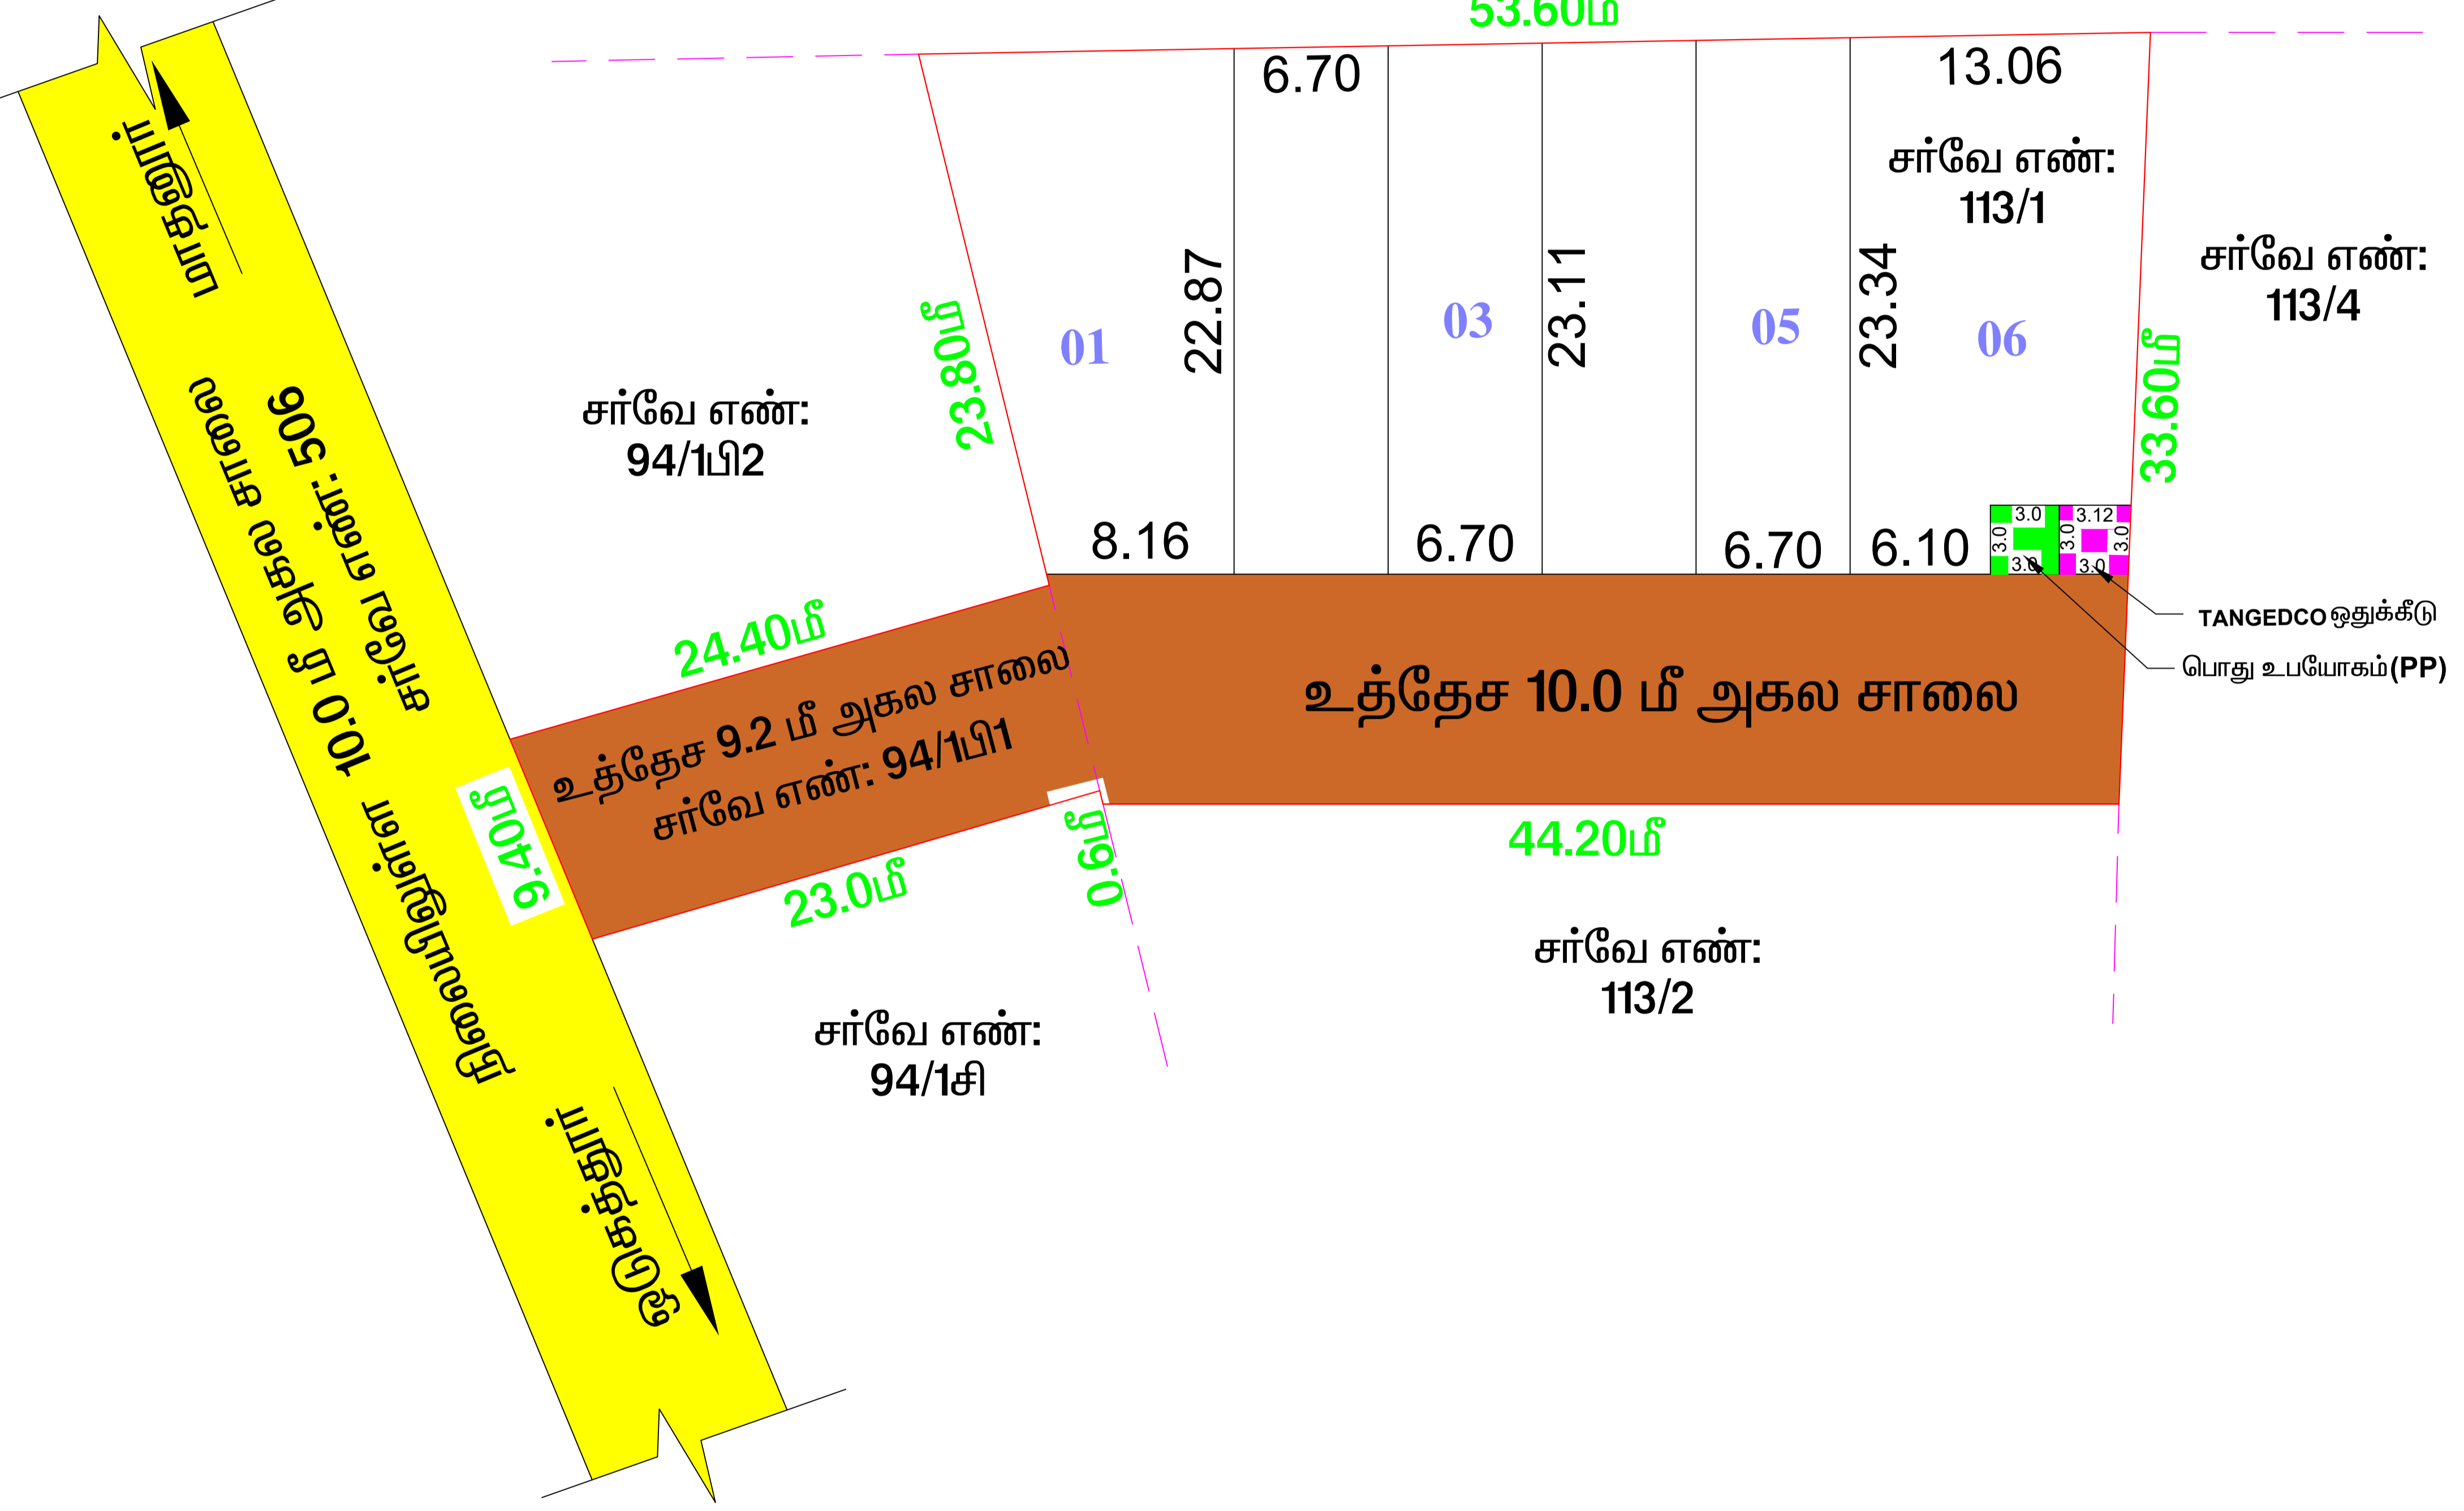 53.60மீ
6.70
13.06
சர்வே எண்:
113/1
சர்வே எண்:
113/4
மாத்தூர்
சர்வே எண்: 506
10.0 மீ அகல சாலை
நிலவியல்
23.80மீ
01
22.87
03
23.11
05
23.34
06
33.60மீ
சர்வே எண்:
94/1பி2
8.16
6.70
6.70
6.10
3.0
3.0
3.0
3.12
3.0
3.0
3.0
TANGEDCO ஒதுக்கீடு
பொது உபயோகம்(PP)
24.40மீ
உத்தேச 9.2 மீ அகல சாலை
சர்வே எண்: 94/1பி1
உத்தேச 10.0 மீ அகல சாலை
9.40மீ
23.0மீ
0.6மீ
44.20மீ
சர்வே எண்:
113/2
சர்வே எண்:
94/1சி